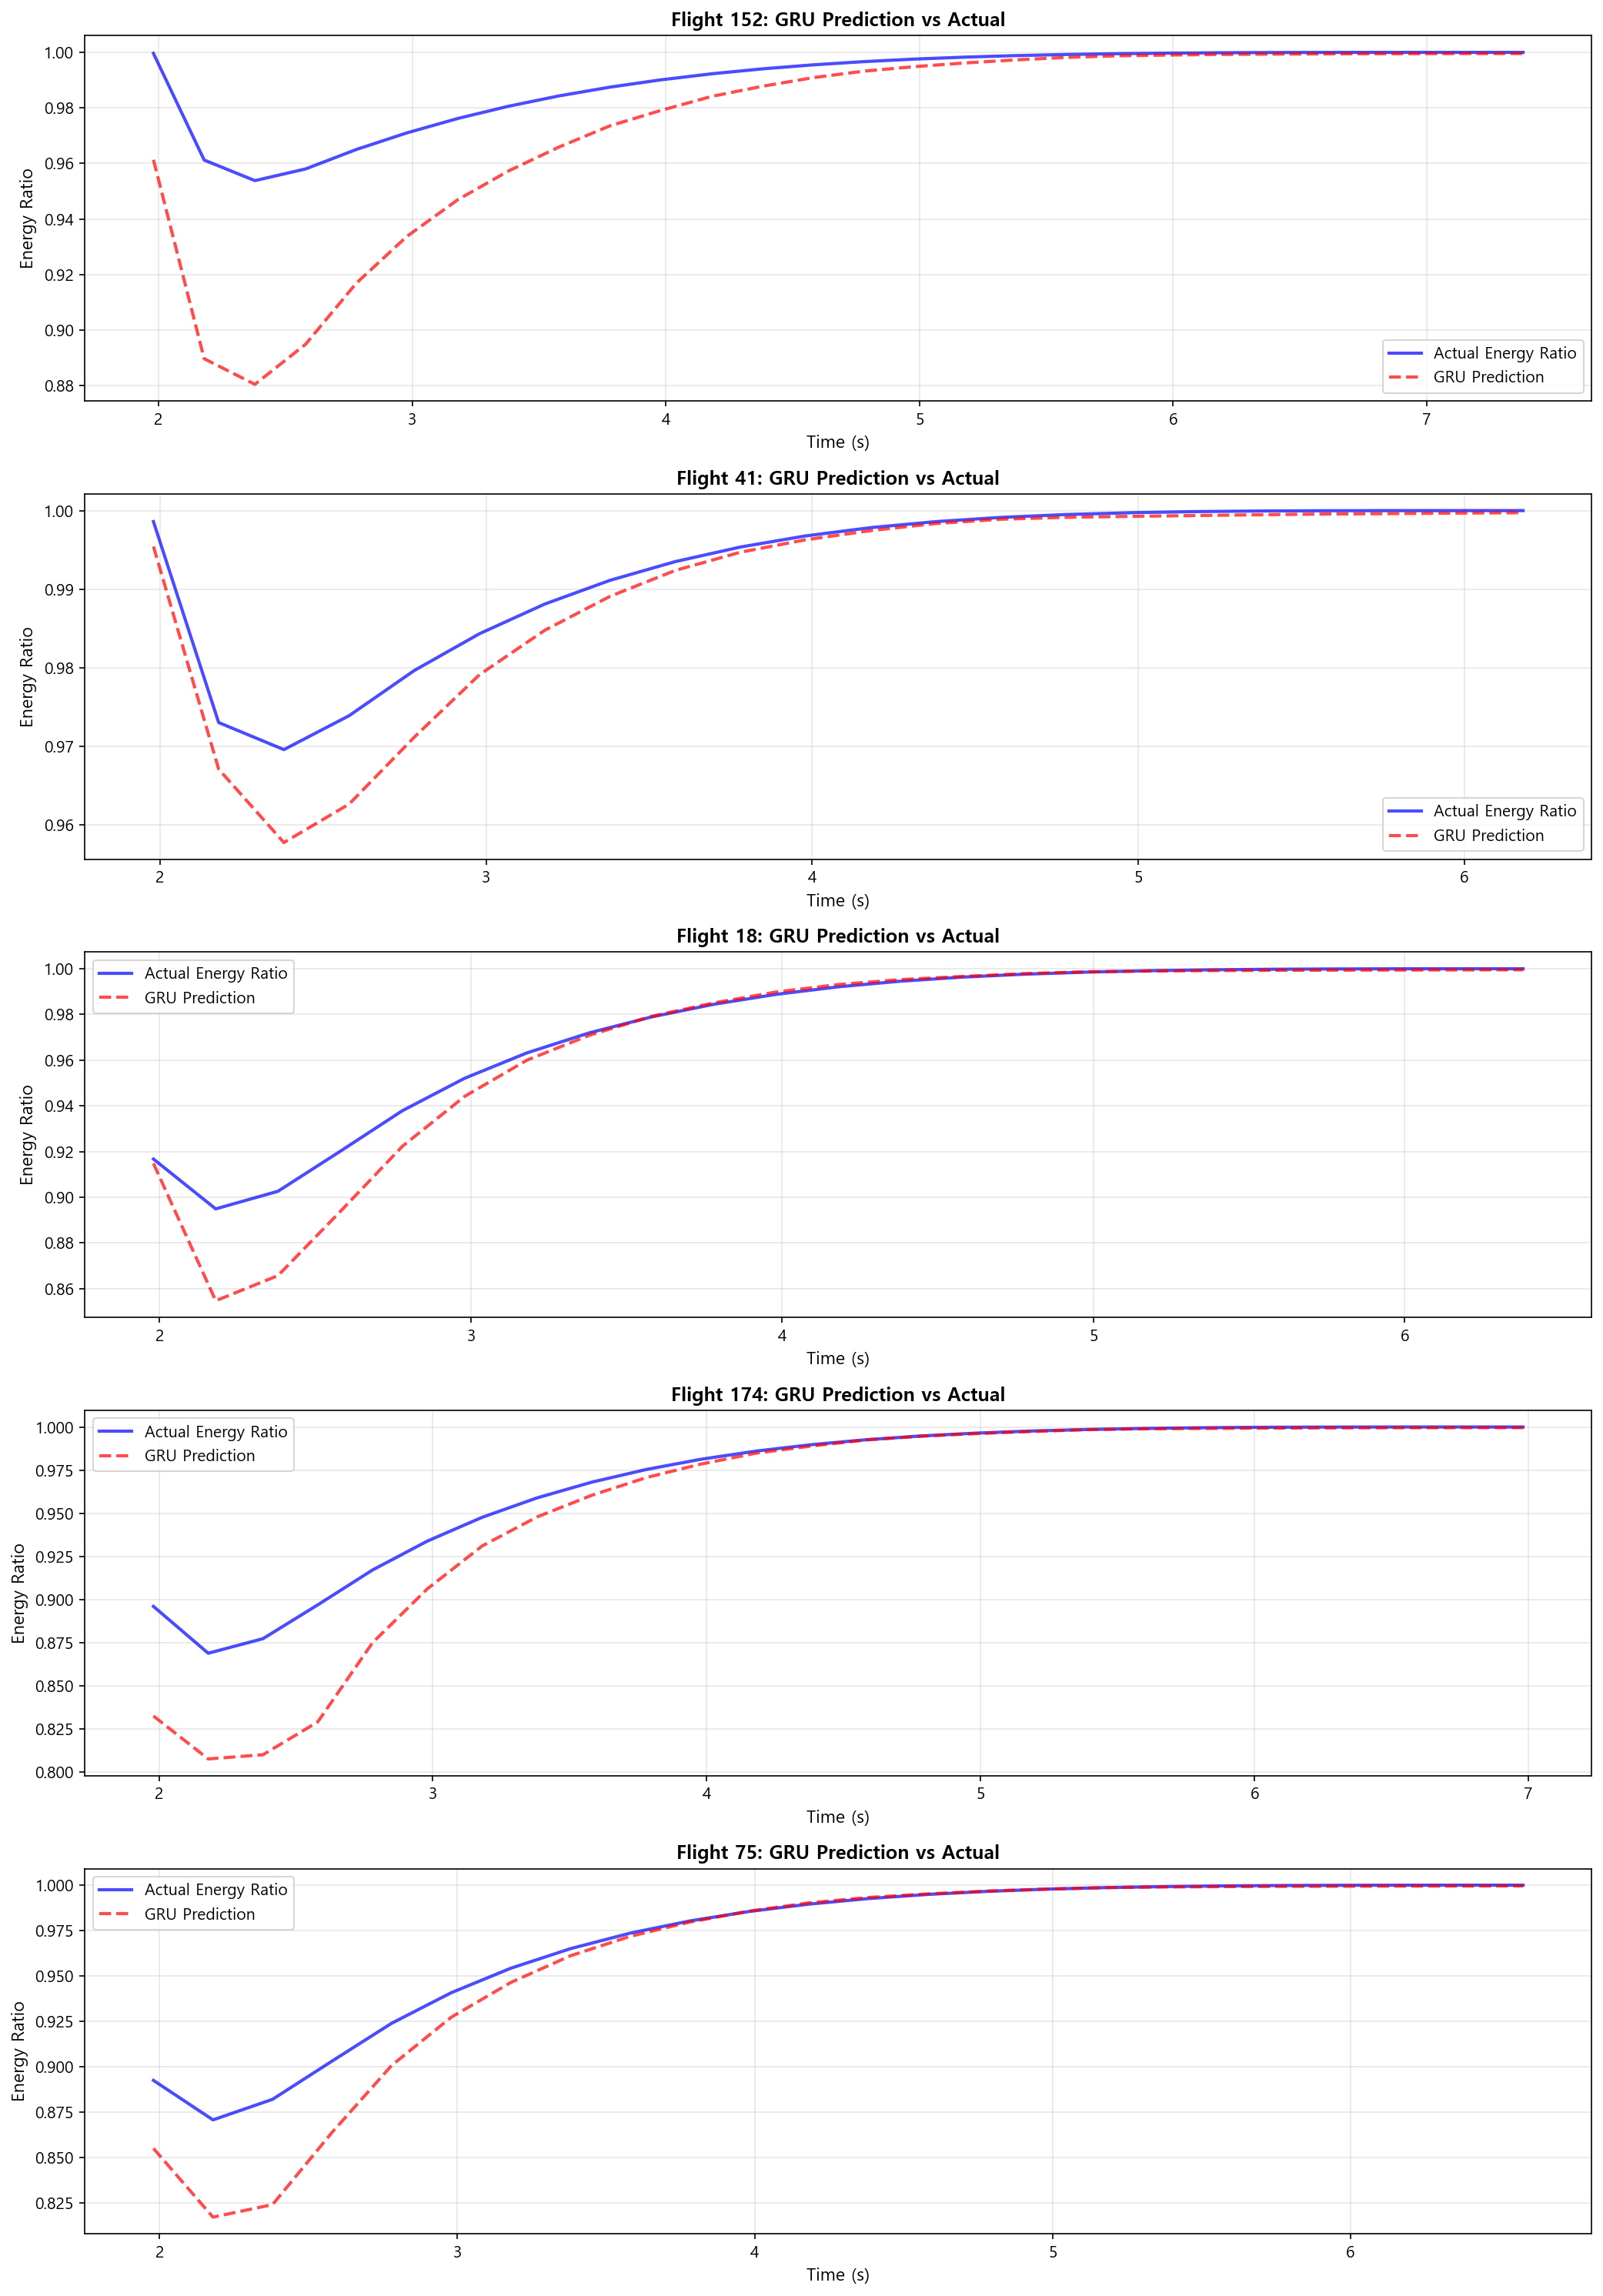 Flight 152: GRU Prediction vs Actual
1.00
0.98
0.96
0.94
0.92
0.90
0.88
Energy Ratio
Actual Energy Ratio
GRU Prediction
2 3 4 5 6 7
Time (s)
Flight 41: GRU Prediction vs Actual
1.00
0.99
0.98
0.97
0.96
Energy Ratio
Actual Energy Ratio
GRU Prediction
2 3 4 5 6
Time (s)
Flight 18: GRU Prediction vs Actual
Actual Energy Ratio
GRU Prediction
1.00
0.98
0.96
0.94
0.92
0.90
0.88
0.86
Energy Ratio
2 3 4 5 6
Time (s)
Flight 174: GRU Prediction vs Actual
Actual Energy Ratio
GRU Prediction
1.000
0.975
0.950
0.925
0.900
0.875
0.850
0.825
0.800
Energy Ratio
2 3 4 5 6 7
Time (s)
Flight 75: GRU Prediction vs Actual
Actual Energy Ratio
GRU Prediction
1.000
0.975
0.950
0.925
0.900
0.875
0.850
0.825
Energy Ratio
2 3 4 5 6
Time (s)